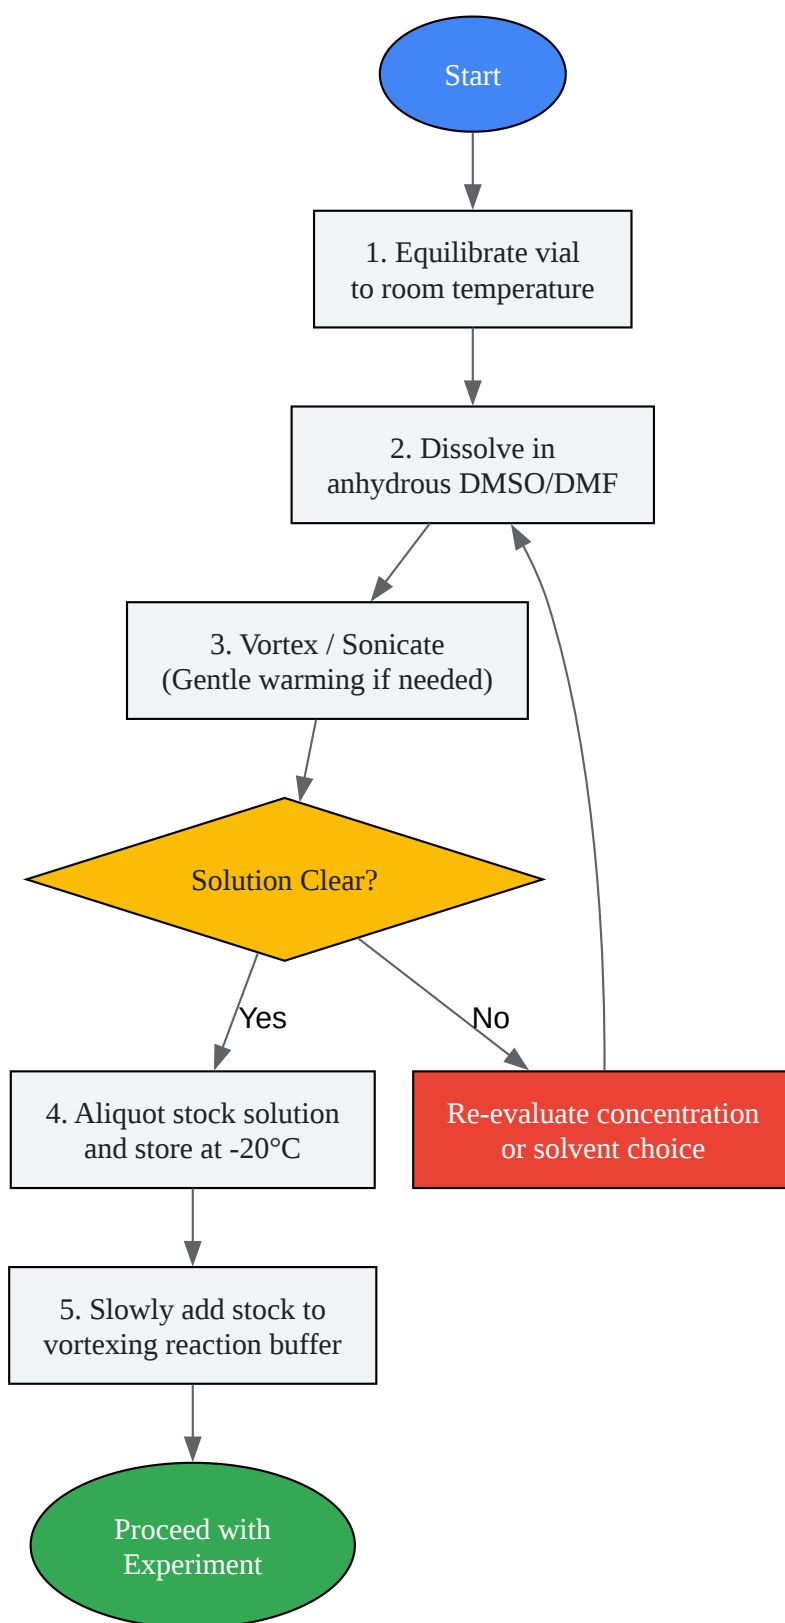 Start
1. Equilibrate vial
to room temperature
2. Dissolve in
anhydrous DMSO/DMF
3. Vortex / Sonicate
(Gentle warming if needed)
Solution Clear?
Yes
No
4. Aliquot stock solution
and store at -20°C
Re-evaluate concentration
or solvent choice
5. Slowly add stock to
vortexing reaction buffer
Proceed with
Experiment